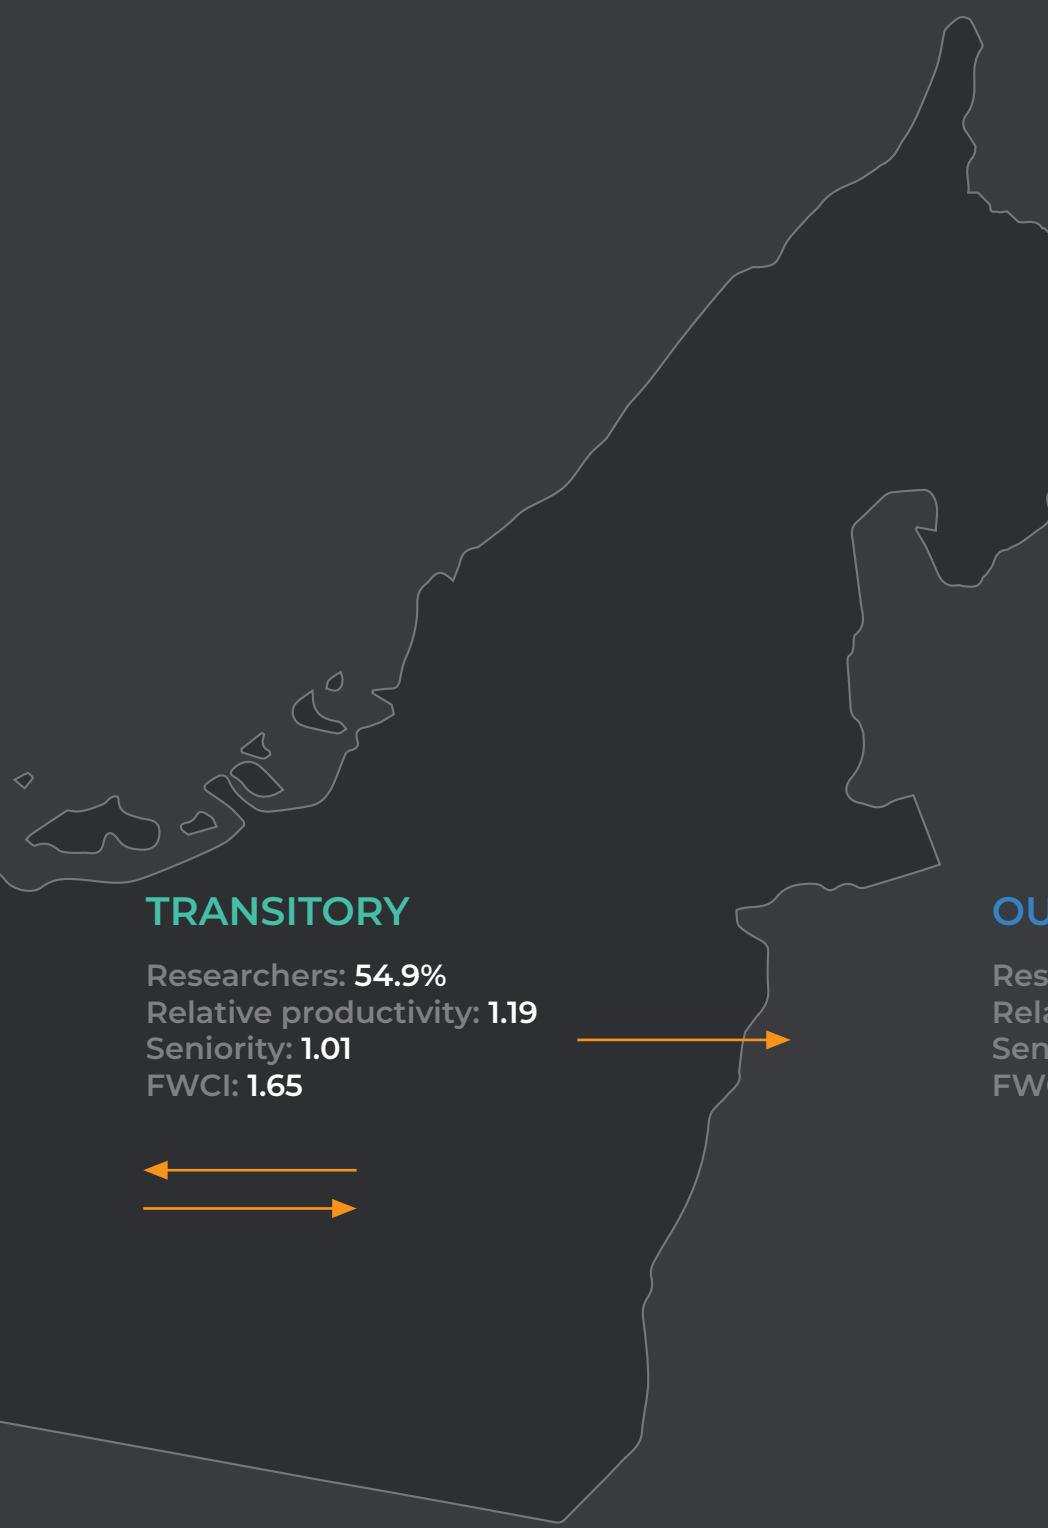 TRANSITORY
Researchers: 54.9%
Relative productivity: 1.19
Seniority: 1.01
FWCI: 1.65